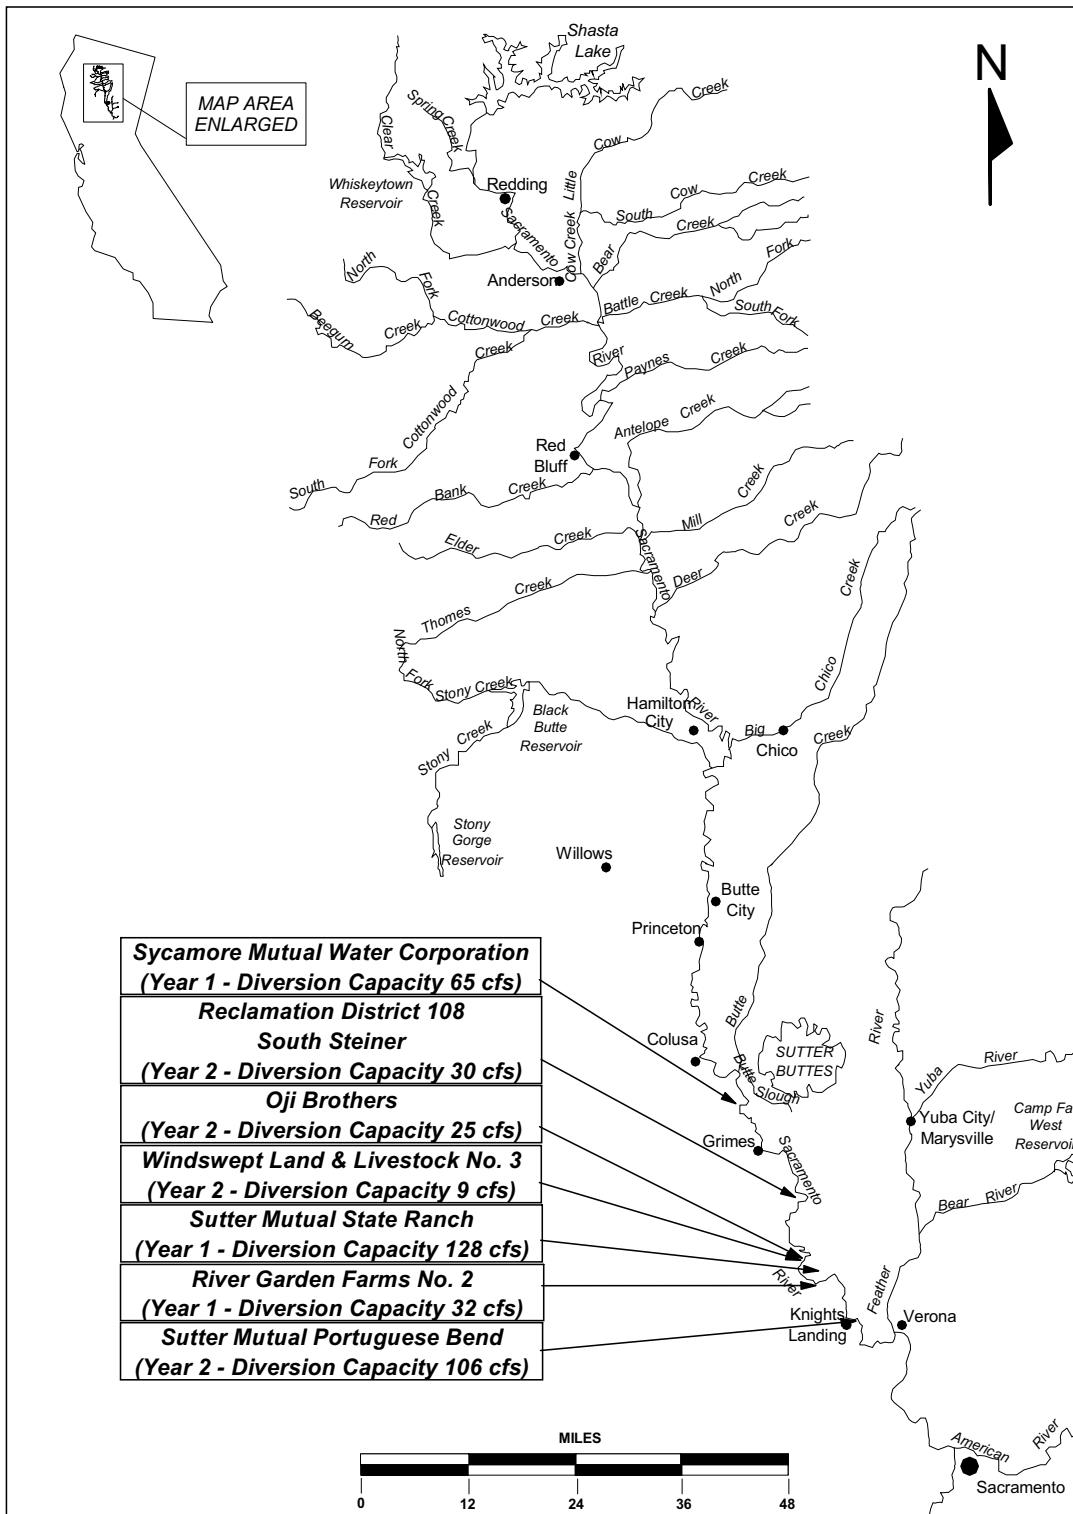 Shasta
Lake
N
MAP AREA
ENLARGED
Spring Creek
Clear
Creek
Whiskeytown
Reservoir
Redding
Sacramento
Cow Creek
Little
Cow
Creek
South
Cow
Creek
Bear
Creek
Anderson
North
Fork
Cottonwood
Creek
Beegum
Creek
Battle
Creek
North
Fork
South
Fork
River
Paynes
Creek
Creek
Cottonwood
Fork
South
Antelope
Creek
Red
Bluff
Red
Bank
Creek
Mill
Creek
Elder
Creek
Sacramento
Deer
Creek
Thomes
Creek
Creek
Chico
Big
Chico
North
Fork
Stony Creek
Stony
Creek
Black
Butte
Reservoir
Hamilton
City
River
Creek
Stony
Gorge
Reservoir
Willows
Butte
City
Princeton
Butte
Colusa
Butte
Slough
SUTTER
BUTTES
River
Yuba
River
Yuba City/
Marysville
Camp Fa
West
Reservoir
Grimes
Sacramento
Bear
River
River
Feather
Knights
Landing
Verona
American
River
Sacramento
Sycamore Mutual Water Corporation
(Year 1 - Diversion Capacity 65 cfs)
Reclamation District 108
South Steiner
(Year 2 - Diversion Capacity 30 cfs)
Oji Brothers
(Year 2 - Diversion Capacity 25 cfs)
Windswept Land & Livestock No. 3
(Year 2 - Diversion Capacity 9 cfs)
Sutter Mutual State Ranch
(Year 1 - Diversion Capacity 128 cfs)
River Garden Farms No. 2
(Year 1 - Diversion Capacity 32 cfs)
Sutter Mutual Portuguese Bend
(Year 2 - Diversion Capacity 106 cfs)
MILES
0 12 24 36 48